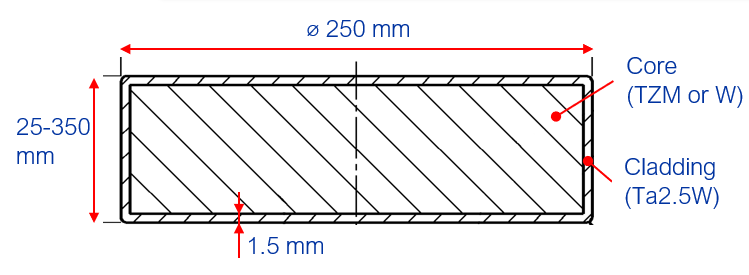 ⌀ 250 mm
Core
(TZM or W)
25-350
mm
Cladding
(Ta2.5W)
1.5 mm